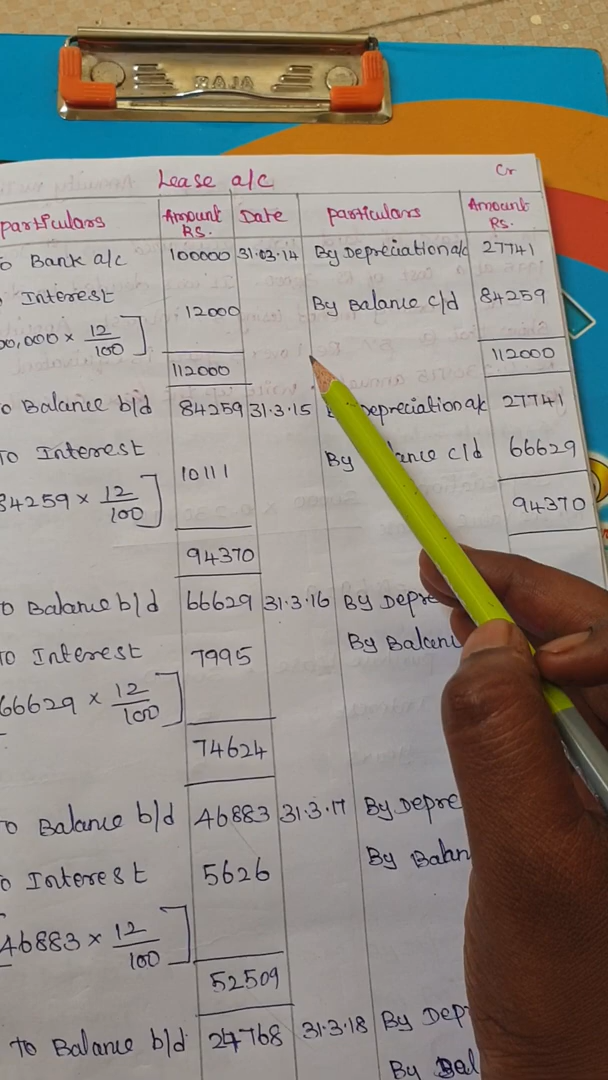 RAJA
Lease a/c
Cr
particulars Amount Rs. Date particulars Amount Rs.
o Bank a/c 100000 31.03.14 By Depreciation a/c 27741
Interest 12000 By Balance c/d 84259
00,000 × 12/100]
112000 112000
o Balance b/d 84259 31.3.15 Depreciation a/c 27741
To Interest 10111 By lance c/d 66629
84259 × 12/100]
94370 94370
o Balance b/d 66629 31.3.16 By Depre
To Interest 7995 By Balanc
66629 × 12/100]
74624
o Balance b/d 46883 31.3.17 By Depre
o Interest 5626 By Balan
46883 × 12/100]
52509
To Balance b/d 24768 31.3.18 By Dep
By Bal